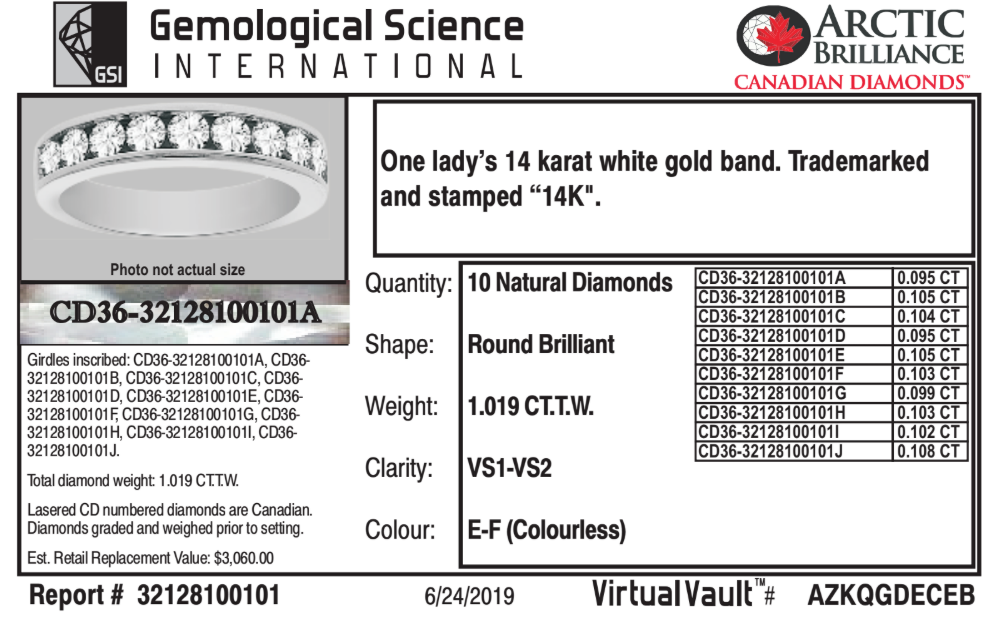 GSI
Gemological Science
INTERNATIONAL
ARCTIC
BRILLIANCE
CANADIAN DIAMONDS™
Photo not actual size
CD36-32128100101A
Girdles inscribed: CD36-32128100101A, CD36-
32128100101B, CD36-32128100101C, CD36-
32128100101D, CD36-32128100101E, CD36-
32128100101F, CD36-32128100101G, CD36-
32128100101H, CD36-32128100101I, CD36-
32128100101J.
Total diamond weight: 1.019 CT.T.W.
Lasered CD numbered diamonds are Canadian.
Diamonds graded and weighed prior to setting.
Est. Retail Replacement Value: $3,060.00
One lady's 14 karat white gold band. Trademarked
and stamped “14K".
Quantity: 10 Natural Diamonds
Shape: Round Brilliant
Weight: 1.019 CT.T.W.
Clarity: VS1-VS2
Colour: E-F (Colourless)
CD36-32128100101A 0.095 CT
CD36-32128100101B 0.105 CT
CD36-32128100101C 0.104 CT
CD36-32128100101D 0.095 CT
CD36-32128100101E 0.105 CT
CD36-32128100101F 0.103 CT
CD36-32128100101G 0.099 CT
CD36-32128100101H 0.103 CT
CD36-32128100101I 0.102 CT
CD36-32128100101J 0.108 CT
Report # 32128100101 6/24/2019 VirtualVault™# AZKQGDECEB